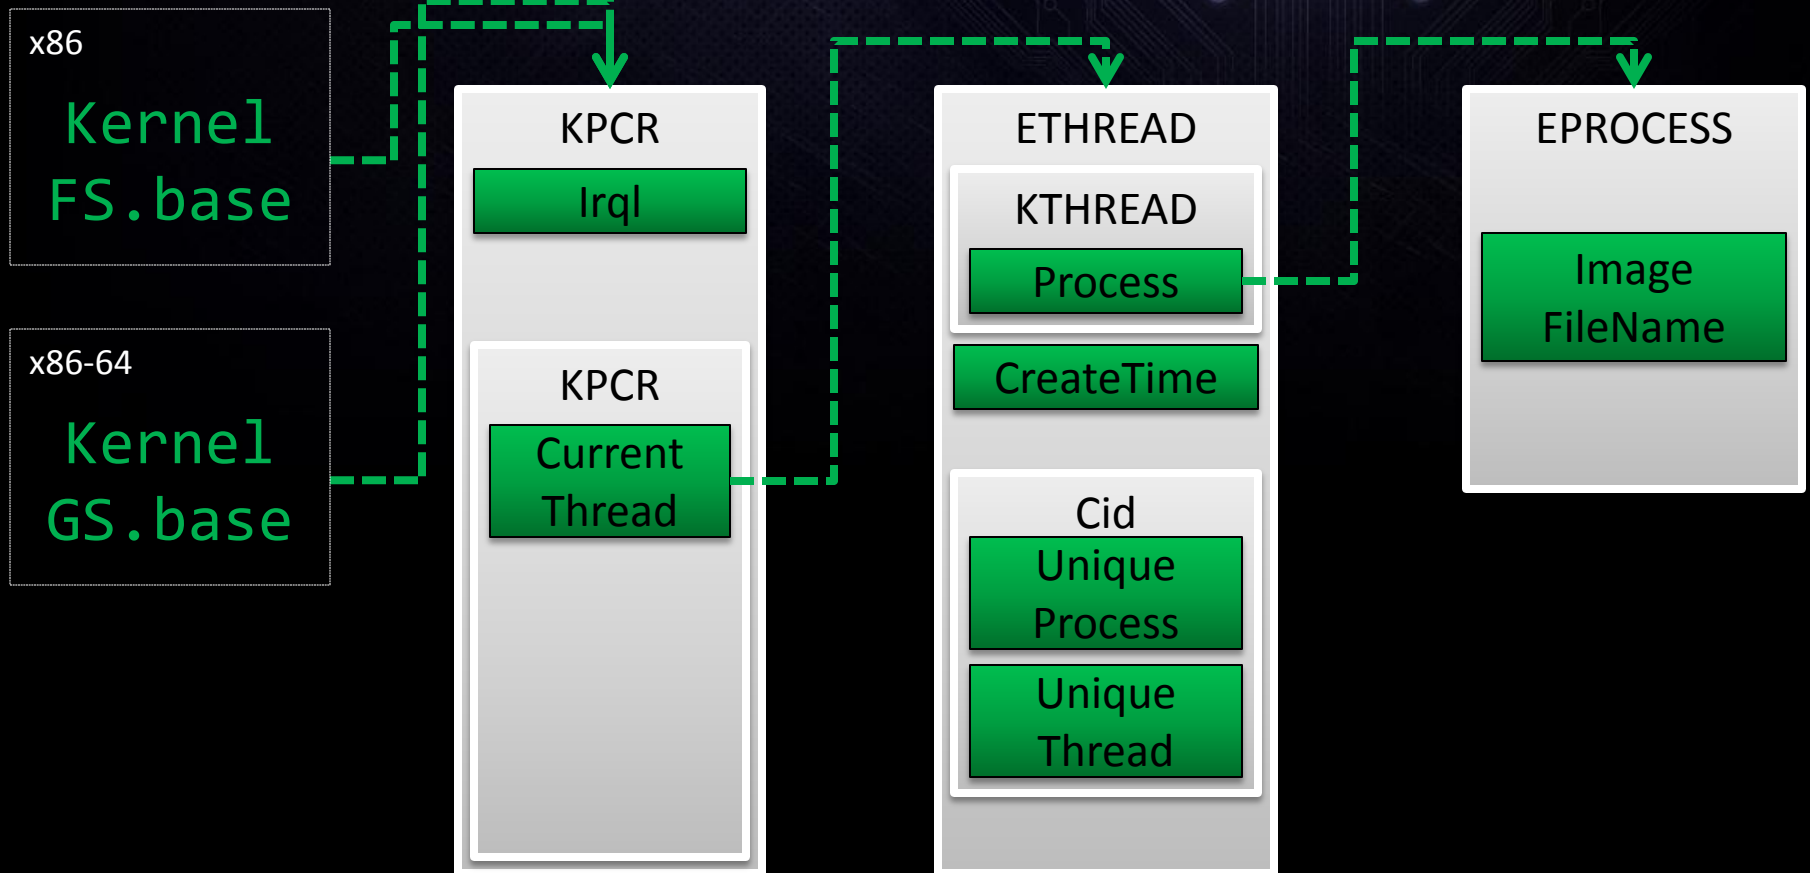 x86
Kernel
FS.base
x86-64
Kernel
GS.base
KPCR
Irql
KPCR
Current
Thread
ETHREAD
KTHREAD
Process
CreateTime
Cid
Unique
Process
Unique
Thread
EPROCESS
Image
FileName